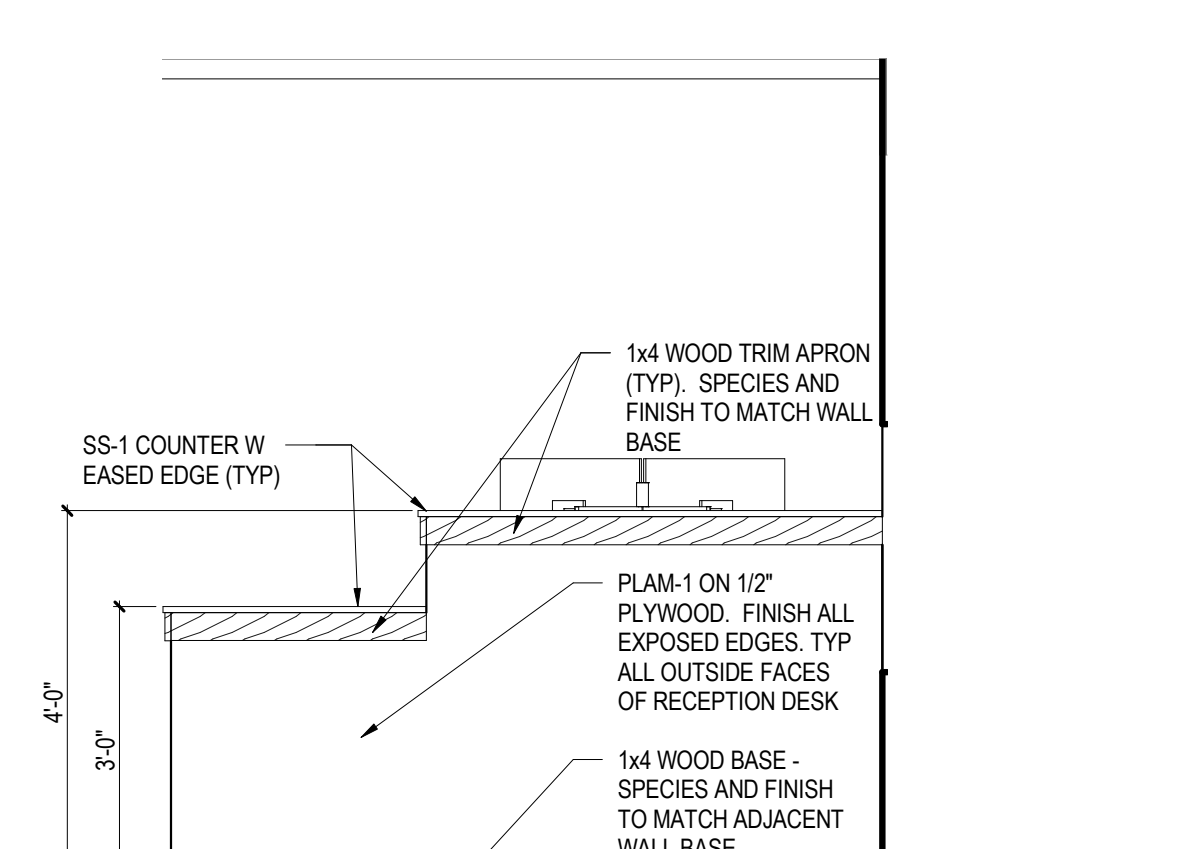 1x4 WOOD TRIM APRON
(TYP).  SPECIES AND
FINISH TO MATCH WALL
BASE
SS-1 COUNTER W
EASED EDGE (TYP)
PLAM-1 ON 1/2"
PLYWOOD.  FINISH ALL
EXPOSED EDGES. TYP
ALL OUTSIDE FACES
OF RECEPTION DESK
4'-0"
3'-0"
1x4 WOOD BASE -
SPECIES AND FINISH
TO MATCH ADJACENT
WALL BASE